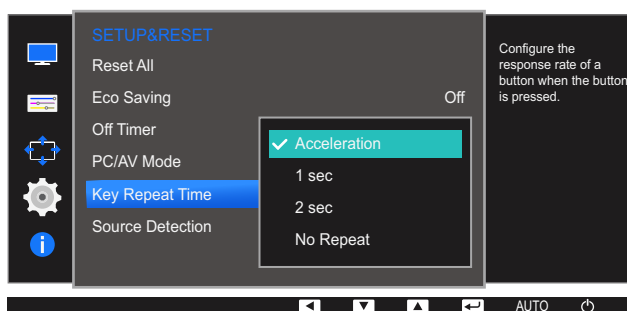 SETUP&RESET
Reset All
Eco Saving Off
Off Timer
PC/AV Mode
Key Repeat Time
Source Detection
Acceleration
1 sec
2 sec
No Repeat
Configure the
response rate of a
button when the button
is pressed.
AUTO